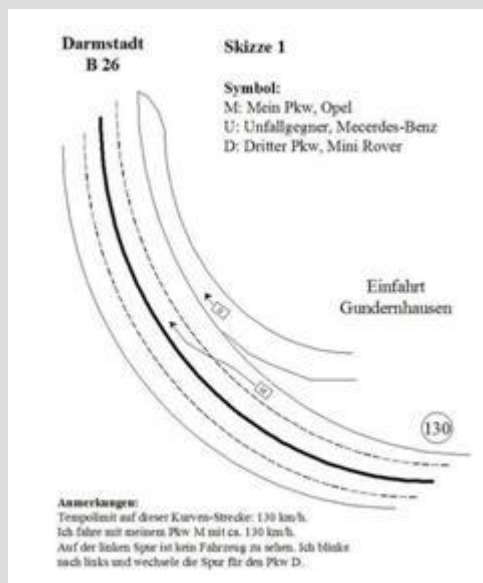 Darmstadt
B 26
Skizze 1
Symbol:
M: Mein Pkw, Opel
U: Unfallgegner, Mecerdes-Benz
D: Dritter Pkw, Mini Rover
Einfahrt
Gundernhausen
D
M
130
Anmerkungen:
Tempolimit auf dieser Kurven-Strecke: 130 km/h.
Ich fahre mit meinem Pkw M mit ca. 130 km/h.
Auf der linken Spur ist kein Fahrzeug zu sehen. Ich blinke
nach links und wechsele die Spur für den Pkw D.